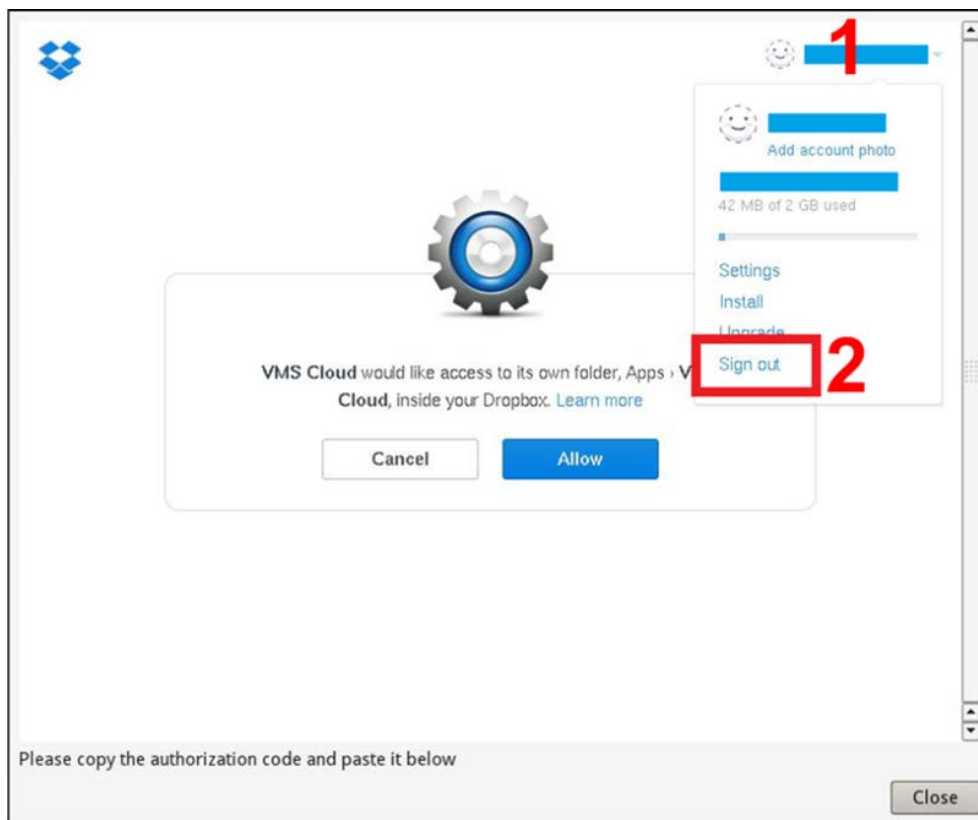 1
Add account photo
42 MB of 2 GB used
Settings
Install
Upgrade
Sign out
2
VMS Cloud would like access to its own folder, Apps › V
Cloud, inside your Dropbox. Learn more
Cancel
Allow
Please copy the authorization code and paste it below
Close